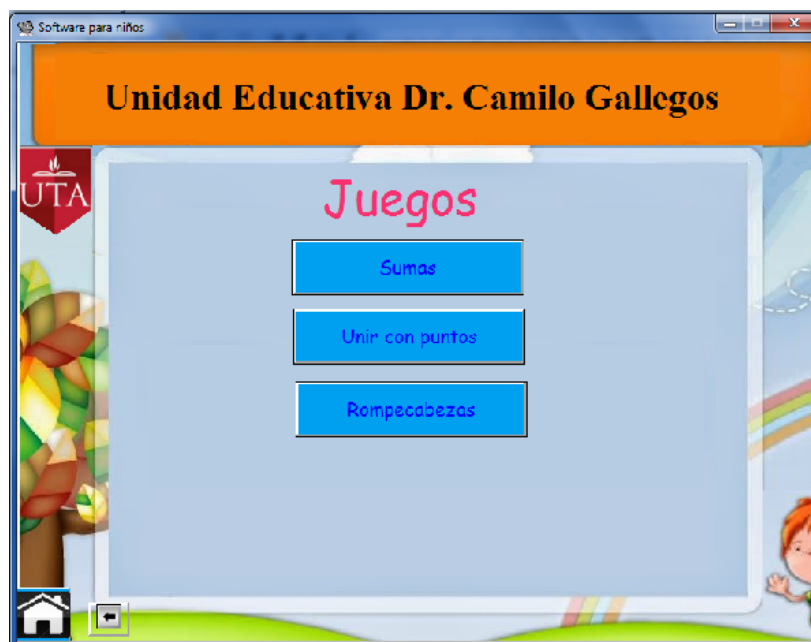 Software para niños
Unidad Educativa Dr. Camilo Gallegos
UTA
Juegos
Sumas
Unir con puntos
Rompecabezas